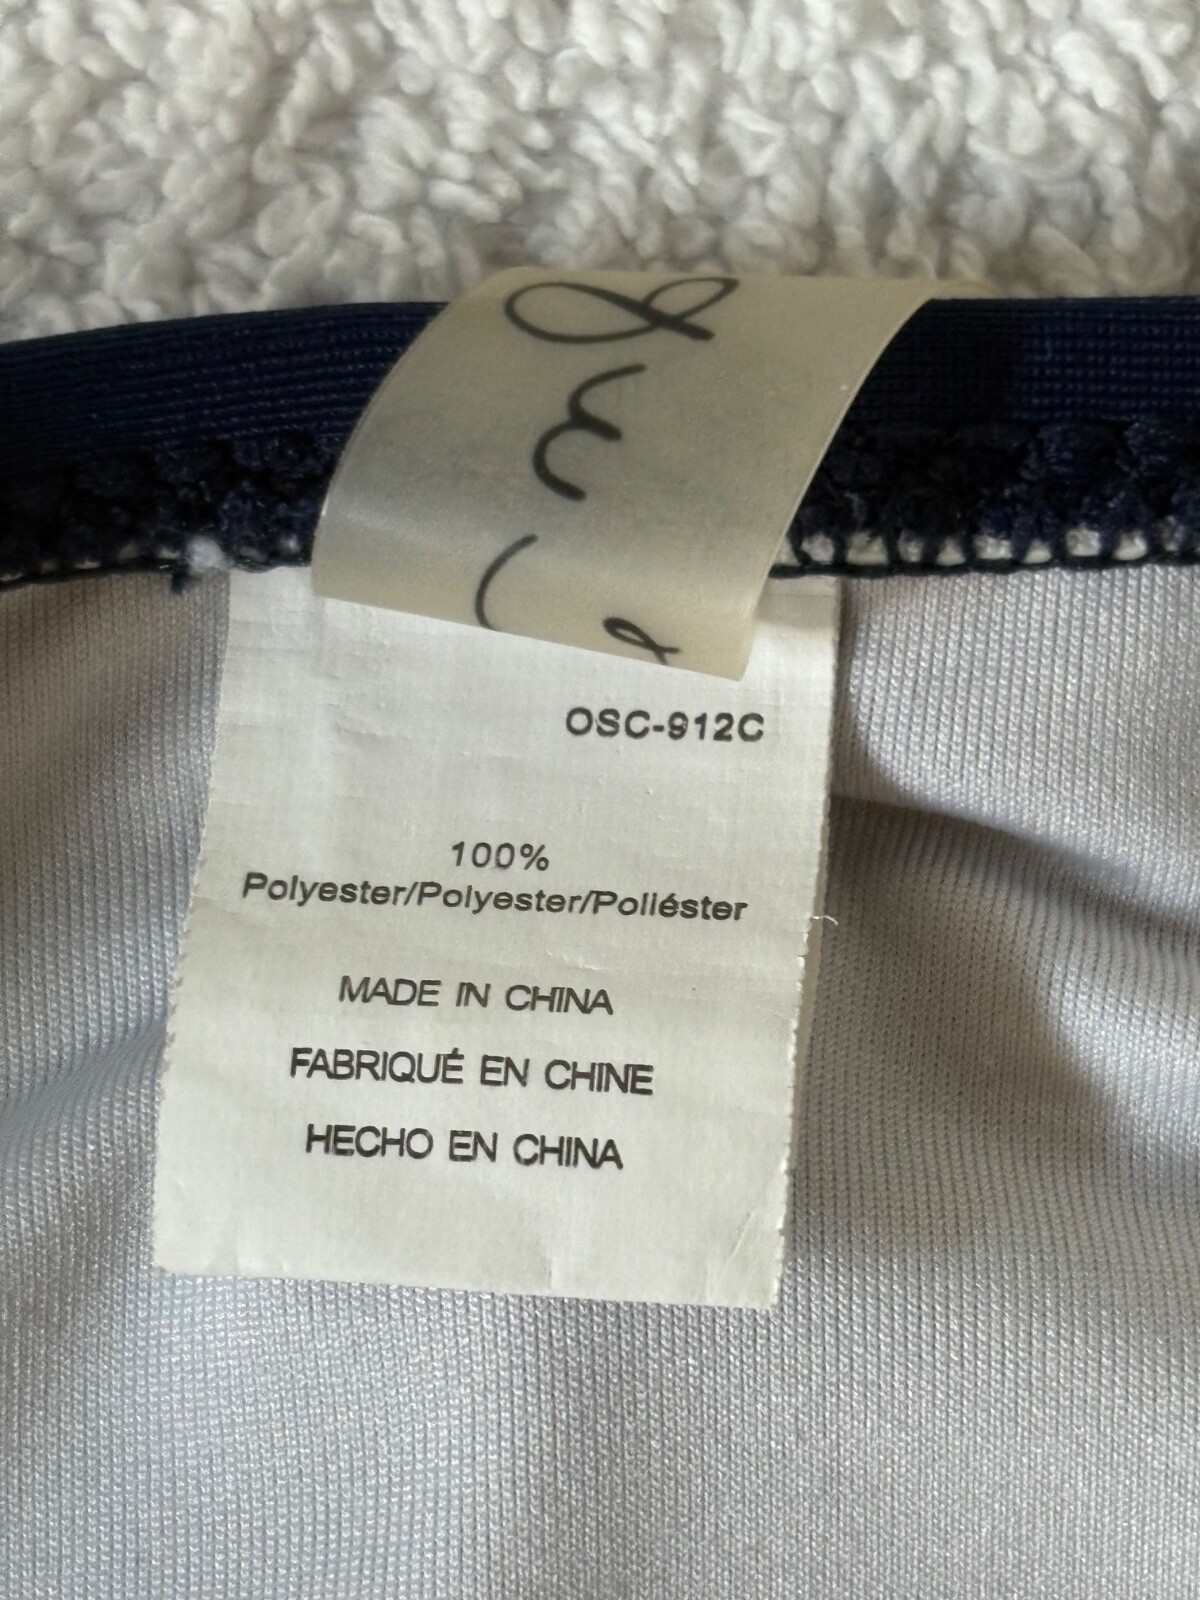 OSC-912C
100%
Polyester/Polyester/Poliéster
MADE IN CHINA
FABRIQUÉ EN CHINE
HECHO EN CHINA